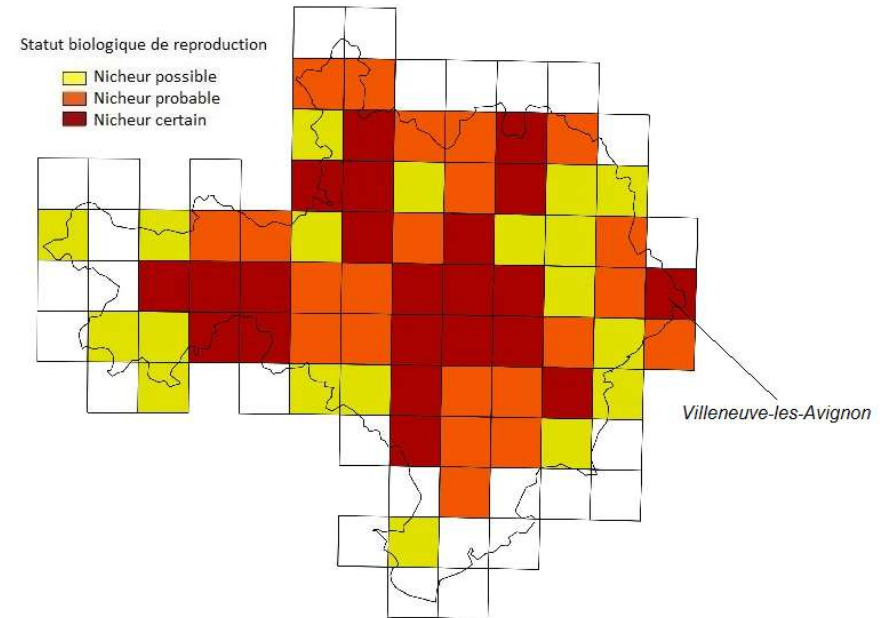 Statut biologique de reproduction
Nicheur possible
Nicheur probable
Nicheur certain
Villeneuve-les-Avignon